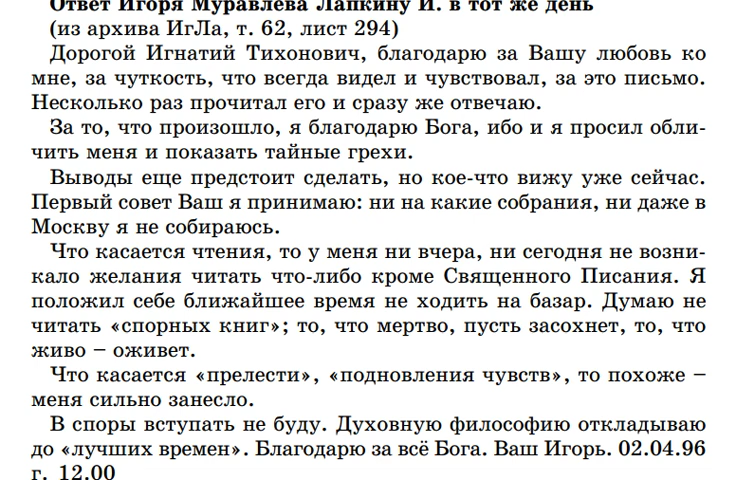 Ответ Игоря Муравлева Лапкину И. в тот же день
(из архива ИгЛа, т. 62, лист 294)
Дорогой Игнатий Тихонович, благодарю за Вашу любовь ко
мне, за чуткость, что всегда видел и чувствовал, за это письмо.
Несколько раз прочитал его и сразу же отвечаю.
За то, что произошло, я благодарю Бога, ибо и я просил обли-
чить меня и показать тайные грехи.
Выводы еще предстоит сделать, но кое-что вижу уже сейчас.
Первый совет Ваш я принимаю: ни на какие собрания, ни даже в
Москву я не собираюсь.
Что касается чтения, то у меня ни вчера, ни сегодня не возни-
кало желания читать что-либо кроме Священного Писания. Я
положил себе ближайшее время не ходить на базар. Думаю не
читать «спорных книг»; то, что мертво, пусть засохнет, то, что
живо – оживет.
Что касается «прелести», «подновления чувств», то похоже –
меня сильно занесло.
В споры вступать не буду. Духовную философию откладываю
до «лучших времен». Благодарю за всё Бога. Ваш Игорь. 02.04.96
г. 12.00